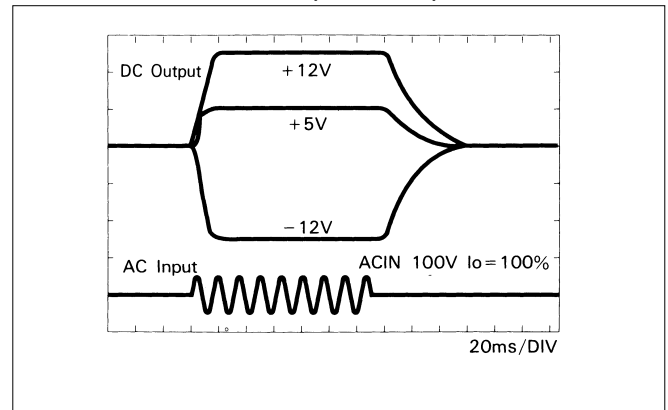 DC Output
+12V
+5V
−12V
AC Input
ACIN 100V Io=100%
20ms/DIV